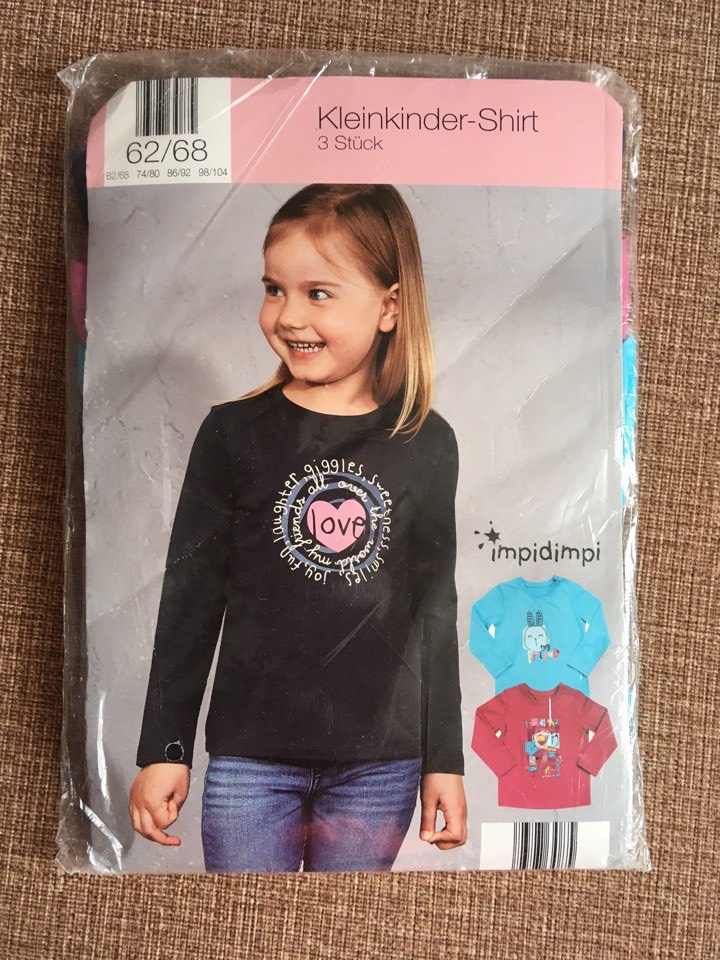 62/68
62/68 74/80 86/92 98/104
Kleinkinder-Shirt
3 Stück
laughter, giggles, sweetness, smiles, joy, fun,
my friends all over the world
love
impidimpi